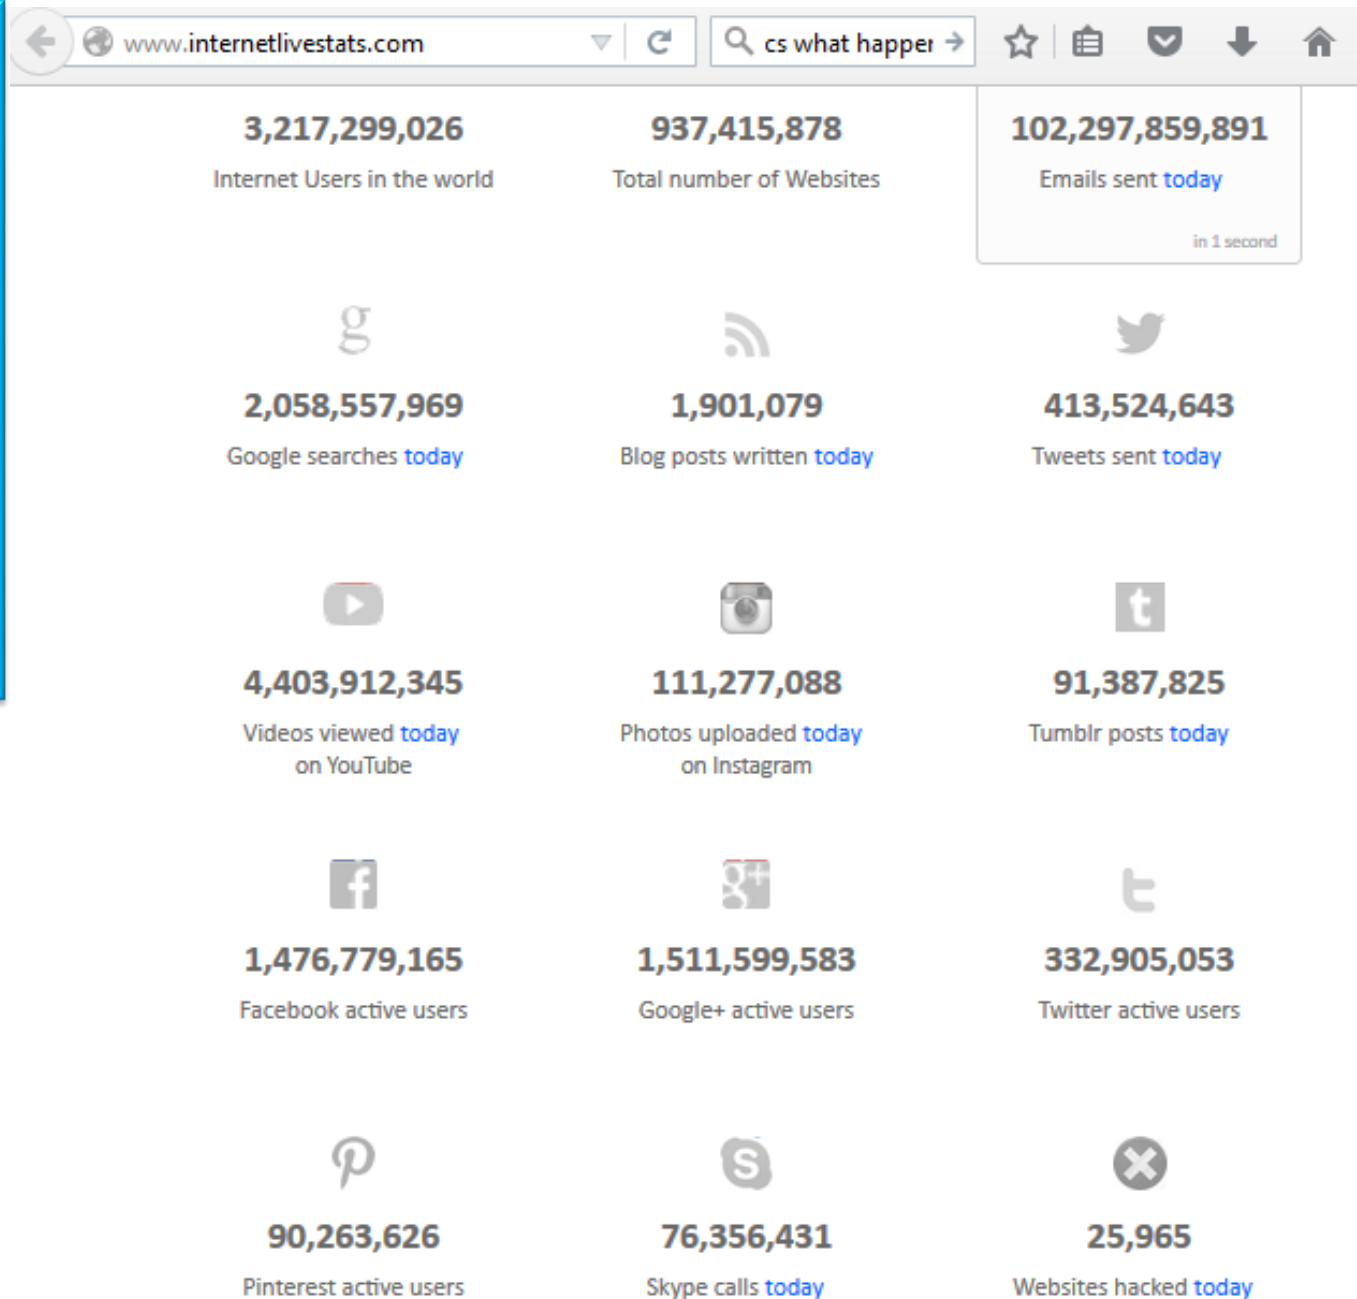 www.internetlivestats.com
cs what happer
3,217,299,026
Internet Users in the world
937,415,878
Total number of Websites
102,297,859,891
Emails sent today
in 1 second
g
2,058,557,969
Google searches today
1,901,079
Blog posts written today
413,524,643
Tweets sent today
4,403,912,345
Videos viewed today
on YouTube
111,277,088
Photos uploaded today
on Instagram
t
91,387,825
Tumblr posts today
f
1,476,779,165
Facebook active users
g+
1,511,599,583
Google+ active users
t
332,905,053
Twitter active users
90,263,626
Pinterest active users
S
76,356,431
Skype calls today
25,965
Websites hacked today